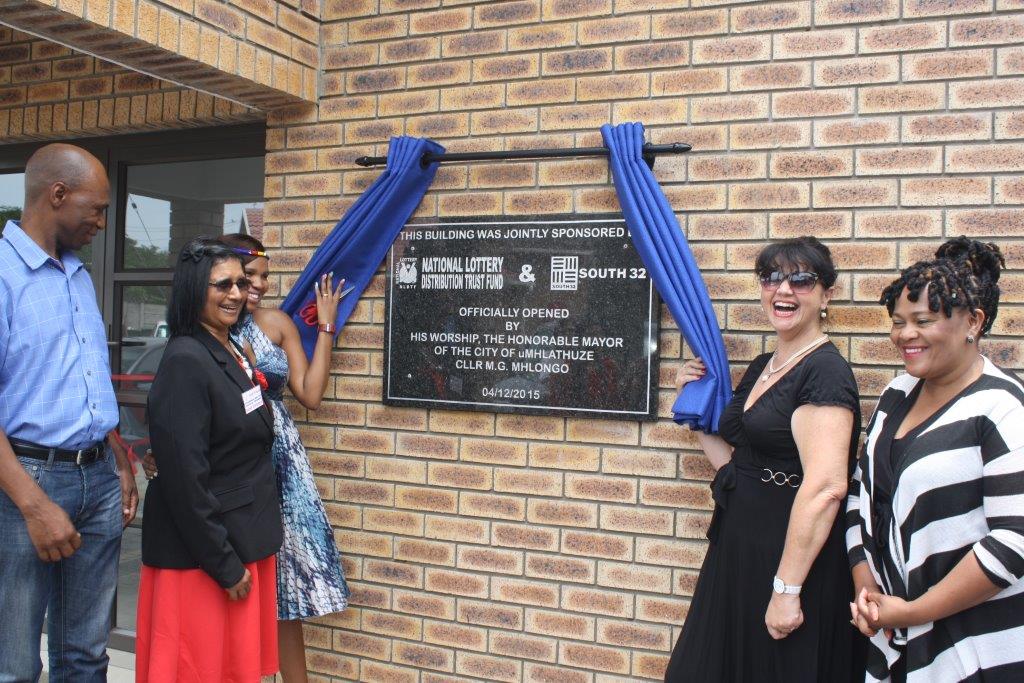 THIS BUILDING WAS JOINTLY SPONSORED
NATIONAL LOTTERY
DISTRIBUTION TRUST FUND
&
SOUTH 32
SOUTH32
OFFICIALLY OPENED
BY
HIS WORSHIP, THE HONORABLE MAYOR
OF THE CITY OF uMHLATHUZE
CLLR M.G. MHLONGO
04/12/2015